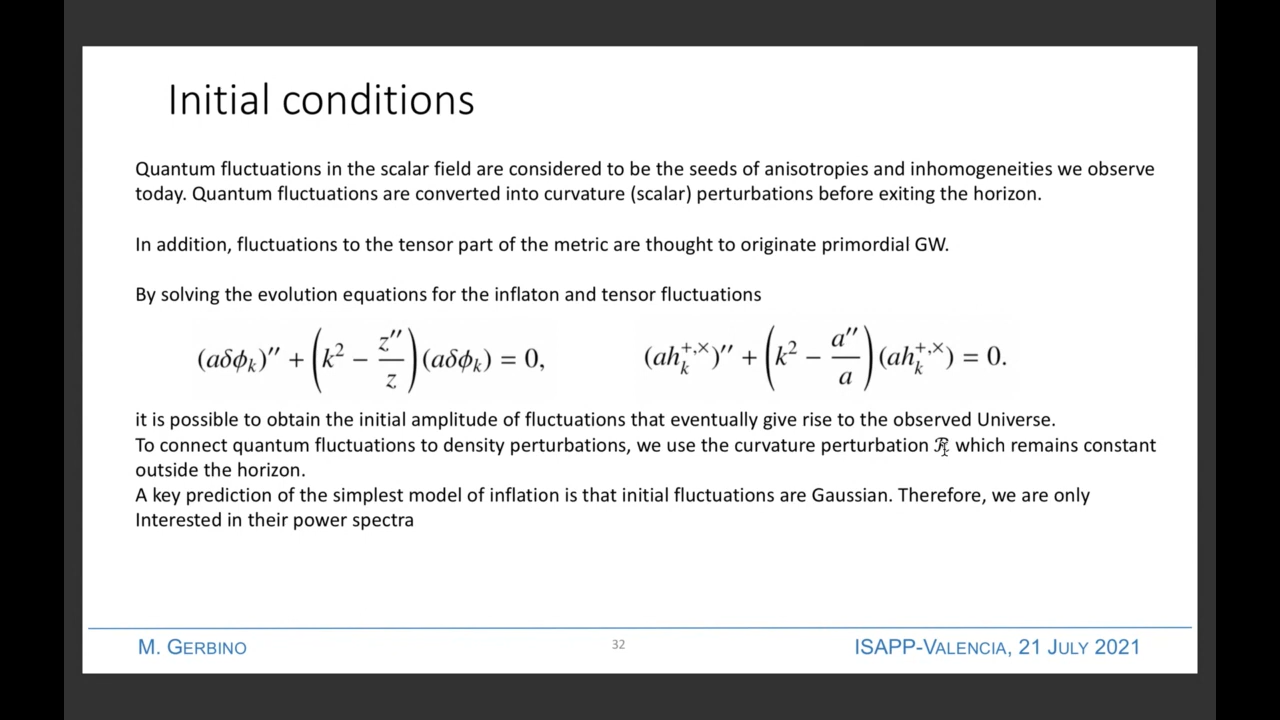 Initial conditions
Quantum fluctuations in the scalar field are considered to be the seeds of anisotropies and inhomogeneities we observe
today. Quantum fluctuations are converted into curvature (scalar) perturbations before exiting the horizon.
In addition, fluctuations to the tensor part of the metric are thought to originate primordial GW.
By solving the evolution equations for the inflaton and tensor fluctuations
(aδϕ_k)″ + (k² − z″/z)(aδϕ_k) = 0, (ah_k^{+,×})″ + (k² − a″/a)(ah_k^{+,×}) = 0.
it is possible to obtain the initial amplitude of fluctuations that eventually give rise to the observed Universe.
To connect quantum fluctuations to density perturbations, we use the curvature perturbation ℛ which remains constant
outside the horizon.
A key prediction of the simplest model of inflation is that initial fluctuations are Gaussian. Therefore, we are only
Interested in their power spectra
M. GERBINO 32 ISAPP-VALENCIA, 21 JULY 2021